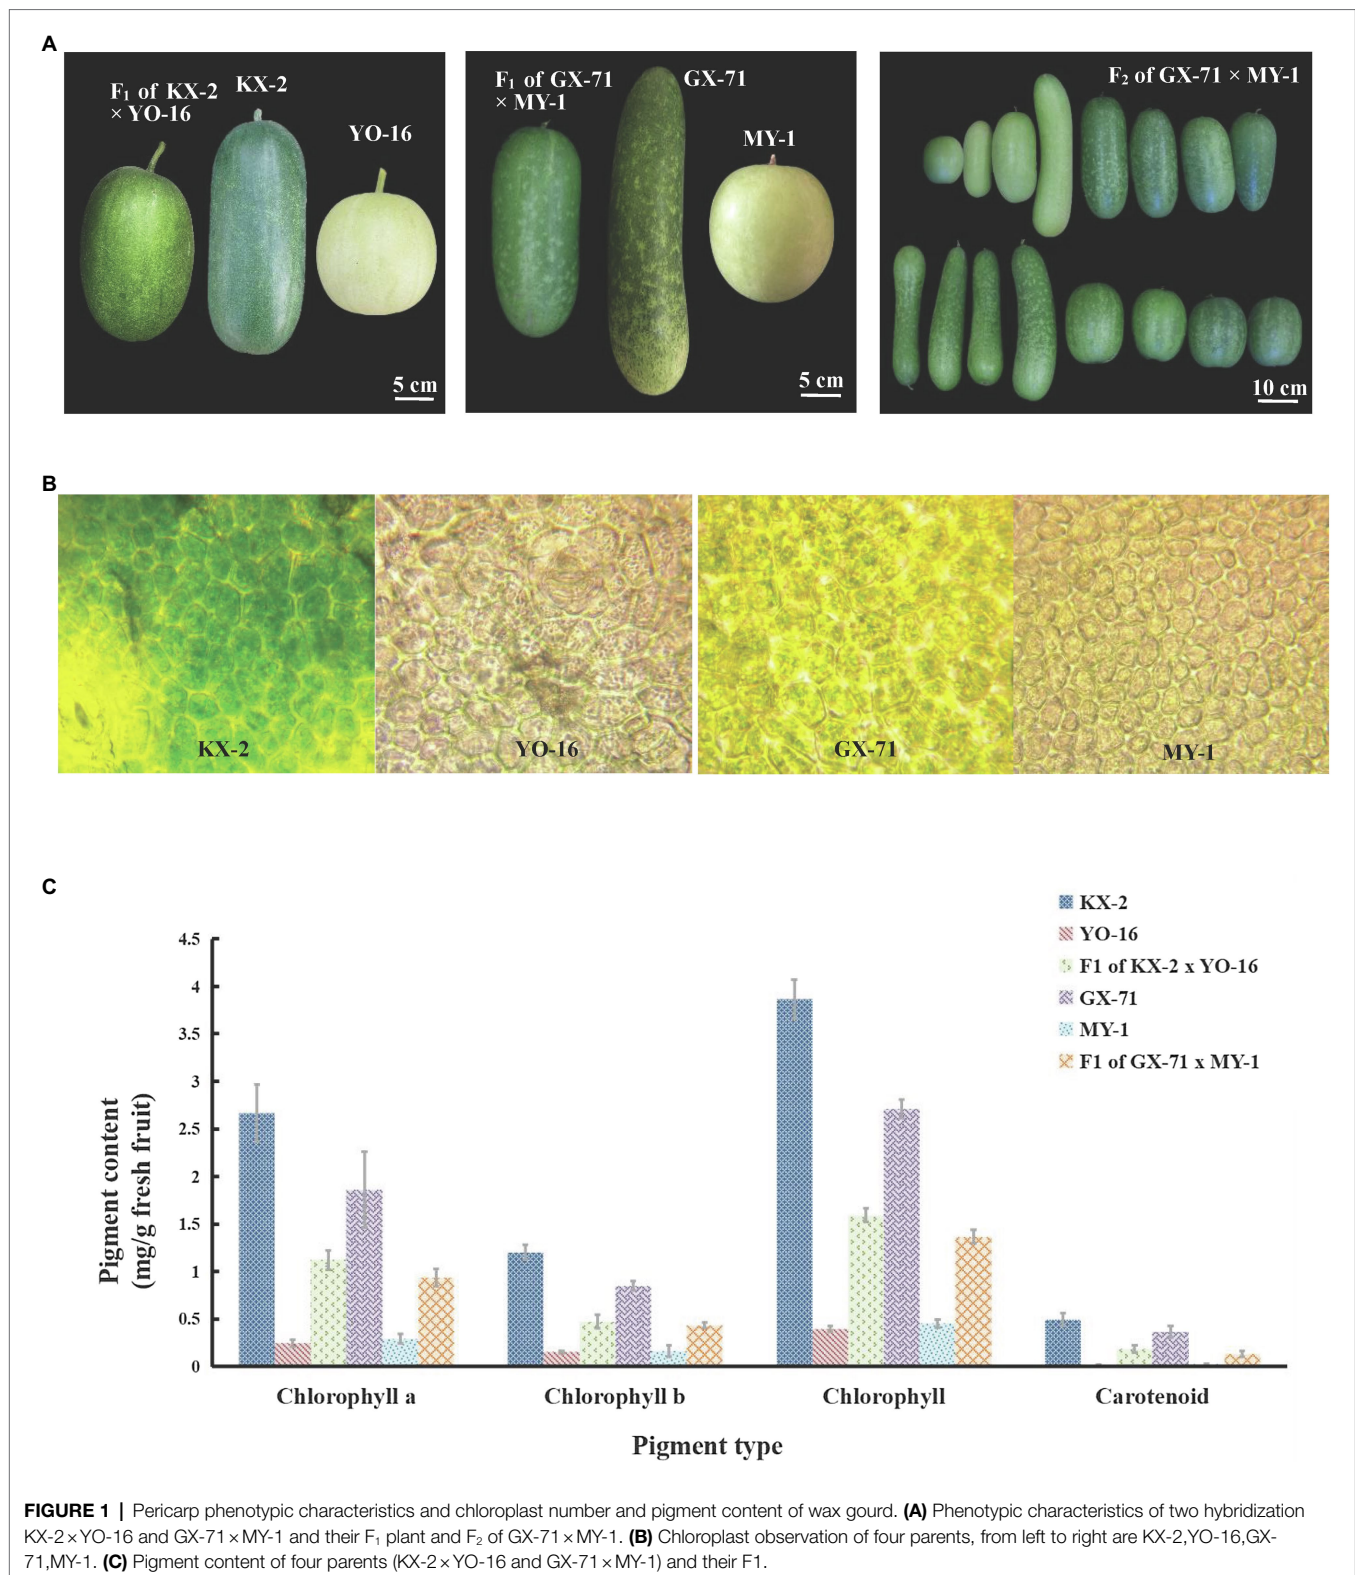 A
F₁ of KX-2
× YO-16
KX-2
YO-16
5 cm
F₁ of GX-71
× MY-1
GX-71
MY-1
5 cm
F₂ of GX-71 × MY-1
10 cm
B
KX-2
YO-16
GX-71
MY-1
C
KX-2
YO-16
F1 of KX-2 x YO-16
GX-71
MY-1
F1 of GX-71 x MY-1
4.5
4
3.5
3
2.5
2
1.5
1
0.5
0
Pigment content
(mg/g fresh fruit)
Chlorophyll a
Chlorophyll b
Chlorophyll
Carotenoid
Pigment type
FIGURE 1 | Pericarp phenotypic characteristics and chloroplast number and pigment content of wax gourd. (A) Phenotypic characteristics of two hybridization
KX-2 × YO-16 and GX-71 × MY-1 and their F₁ plant and F₂ of GX-71 × MY-1. (B) Chloroplast observation of four parents, from left to right are KX-2,YO-16,GX-
71,MY-1. (C) Pigment content of four parents (KX-2 × YO-16 and GX-71 × MY-1) and their F1.